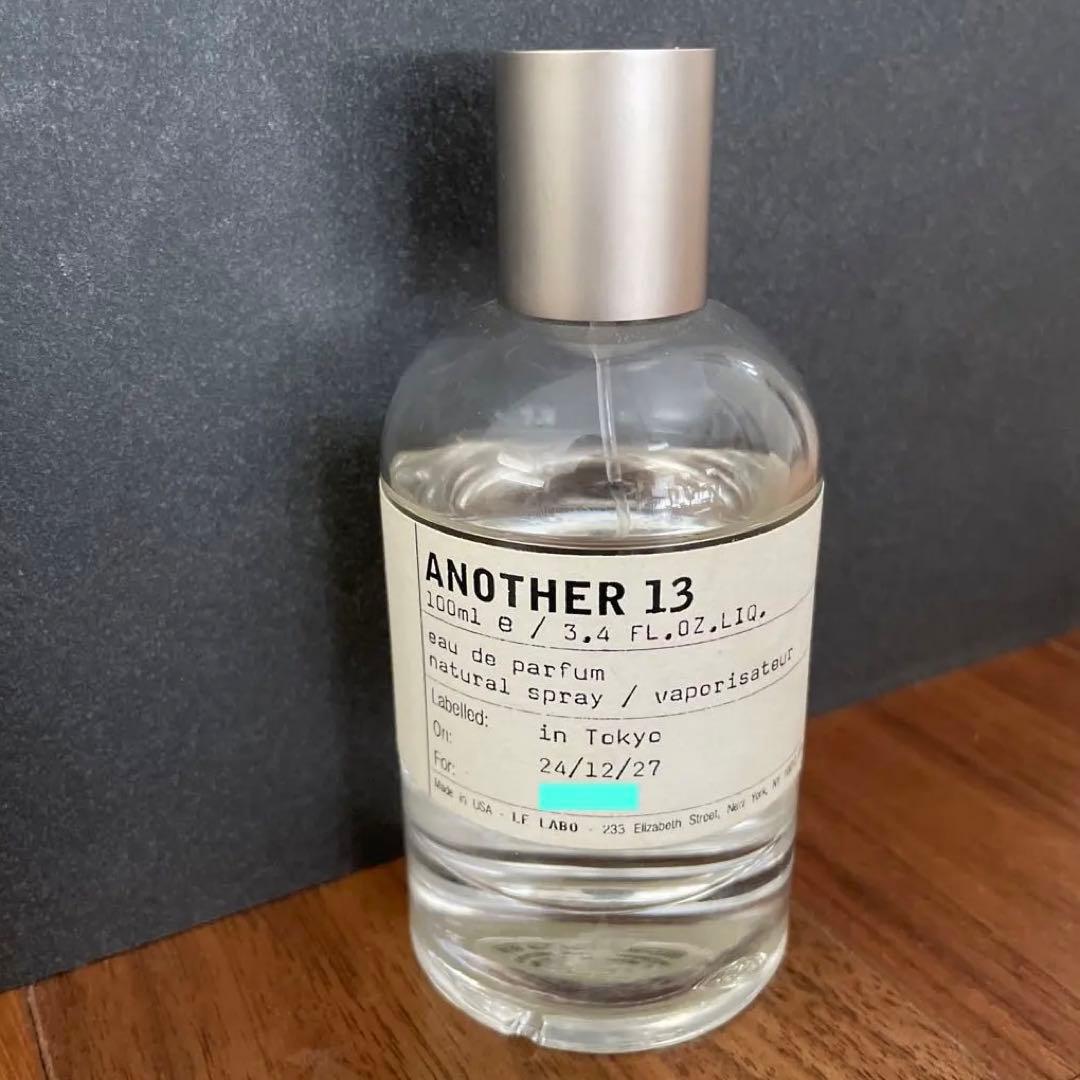 ANOTHER 13
100ml e / 3.4 FL.OZ.LIQ.
eau de parfum
natural spray / vaporisateur
Labelled: in Tokyo
On: 24/12/27
For:
Made in USA - LE LABO - 233 Elizabeth Street, New York, NY